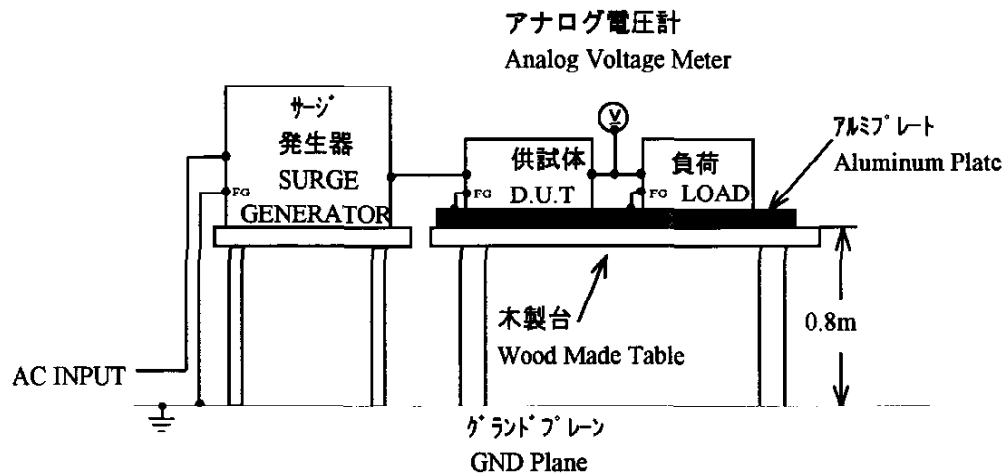 アナログ電圧計
Analog Voltage Meter
V
サージ
発生器
SURGE
GENERATOR
FG
供試体
D.U.T
FG
負荷
LOAD
FG
アルミプレート
Aluminum Plate
木製台
Wood Made Table
0.8m
AC INPUT
グランドプレーン
GND Plane